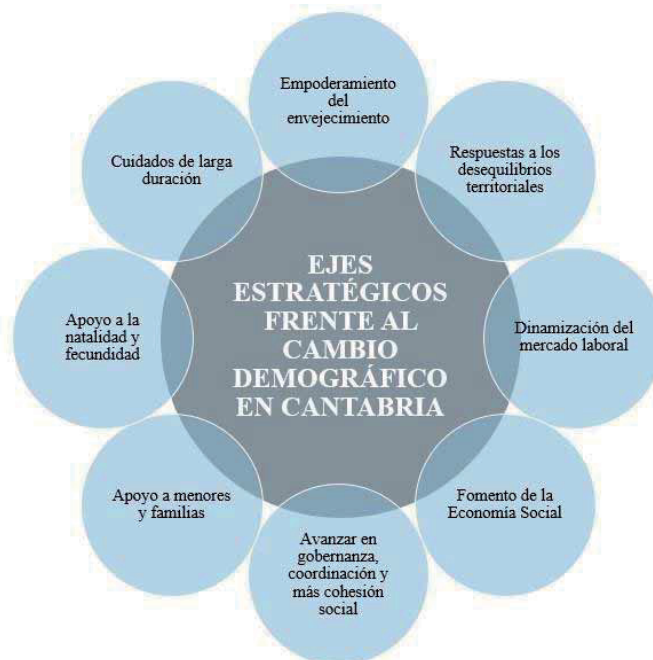 Empoderamiento
del
envejecimiento
Respuestas a los
desequilibrios
territoriales
Dinamización del
mercado laboral
Fomento de la
Economía Social
Avanzar en
gobernanza,
coordinación y
más cohesión
social
Apoyo a menores
y familias
Apoyo a la
natalidad y
fecundidad
Cuidados de larga
duración
EJES
ESTRATÉGICOS
FRENTE AL
CAMBIO
DEMOGRÁFICO
EN CANTABRIA